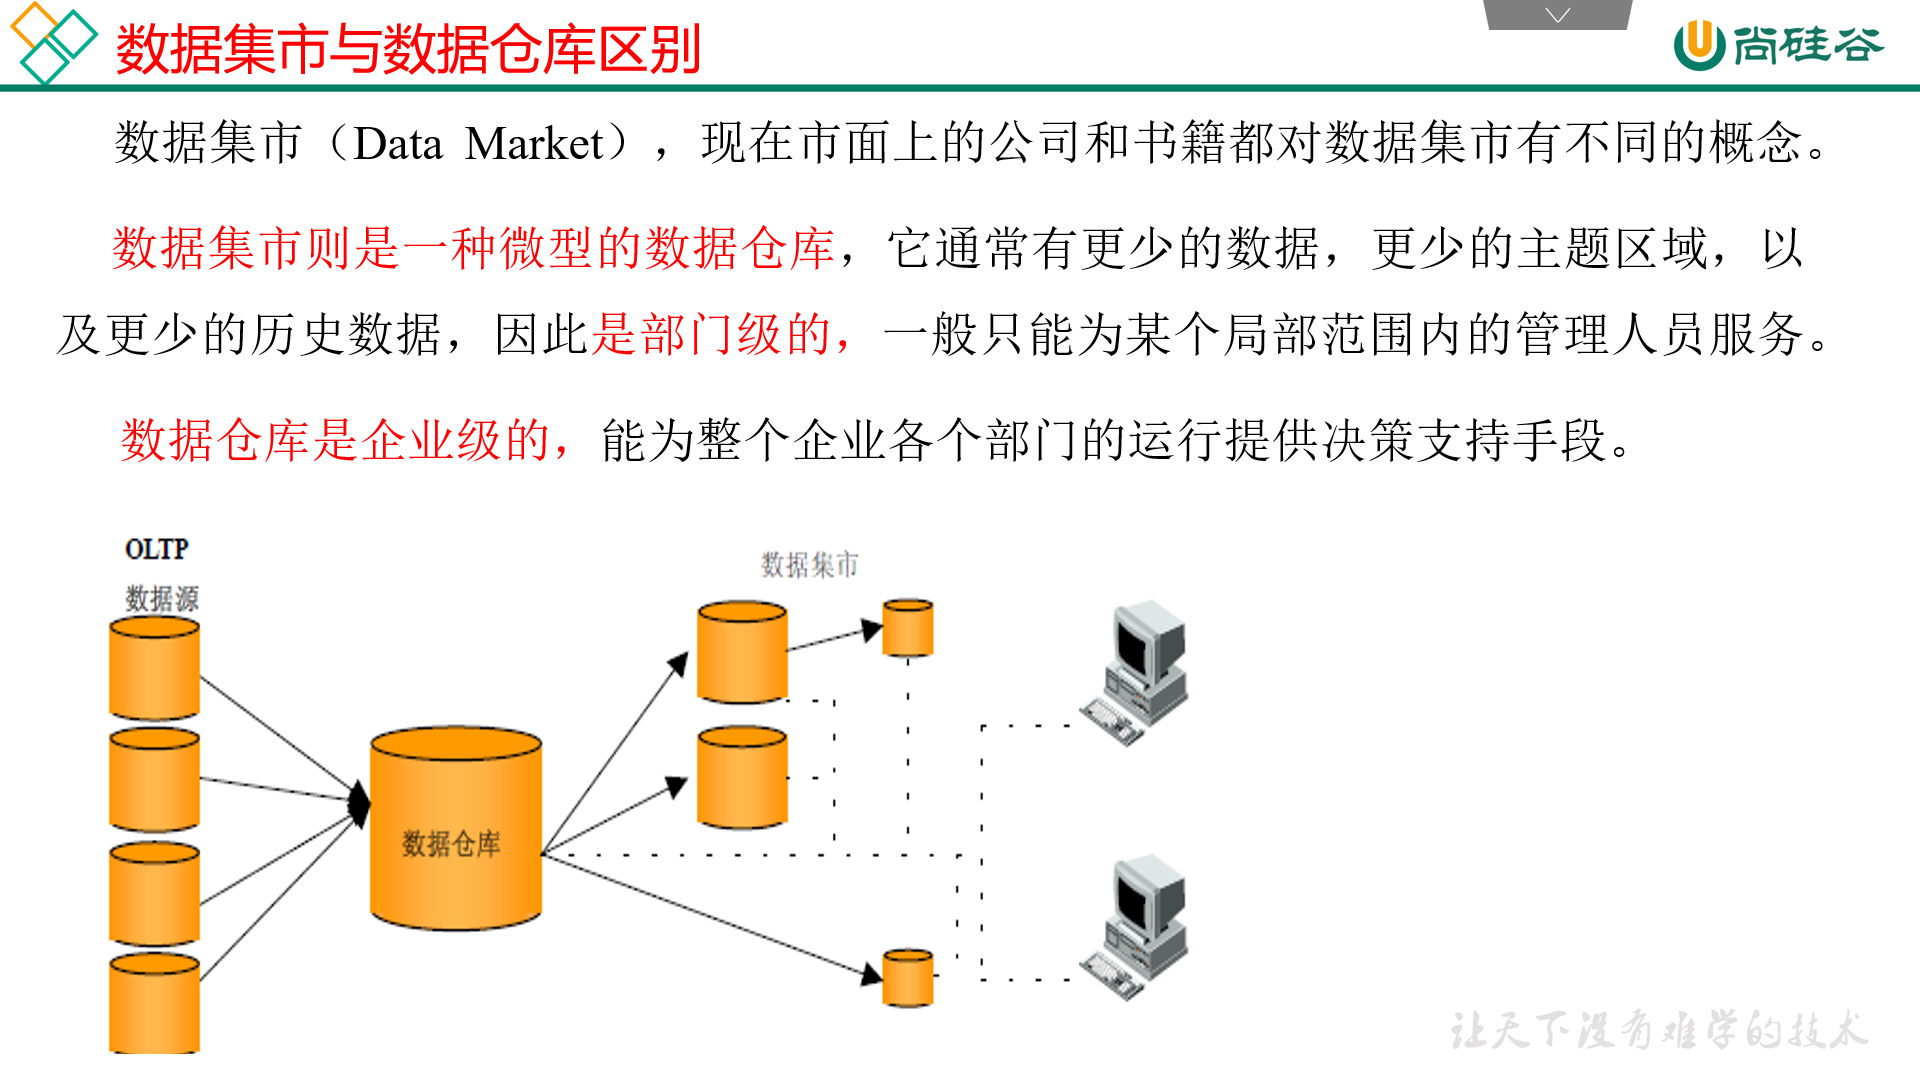 数据集市与数据仓库区别
尚硅谷
数据集市（Data Market），现在市面上的公司和书籍都对数据集市有不同的概念。
数据集市则是一种微型的数据仓库，它通常有更少的数据，更少的主题区域，以
及更少的历史数据，因此是部门级的，一般只能为某个局部范围内的管理人员服务。
数据仓库是企业级的，能为整个企业各个部门的运行提供决策支持手段。
OLTP
数据源
数据集市
数据仓库
让天下没有难学的技术